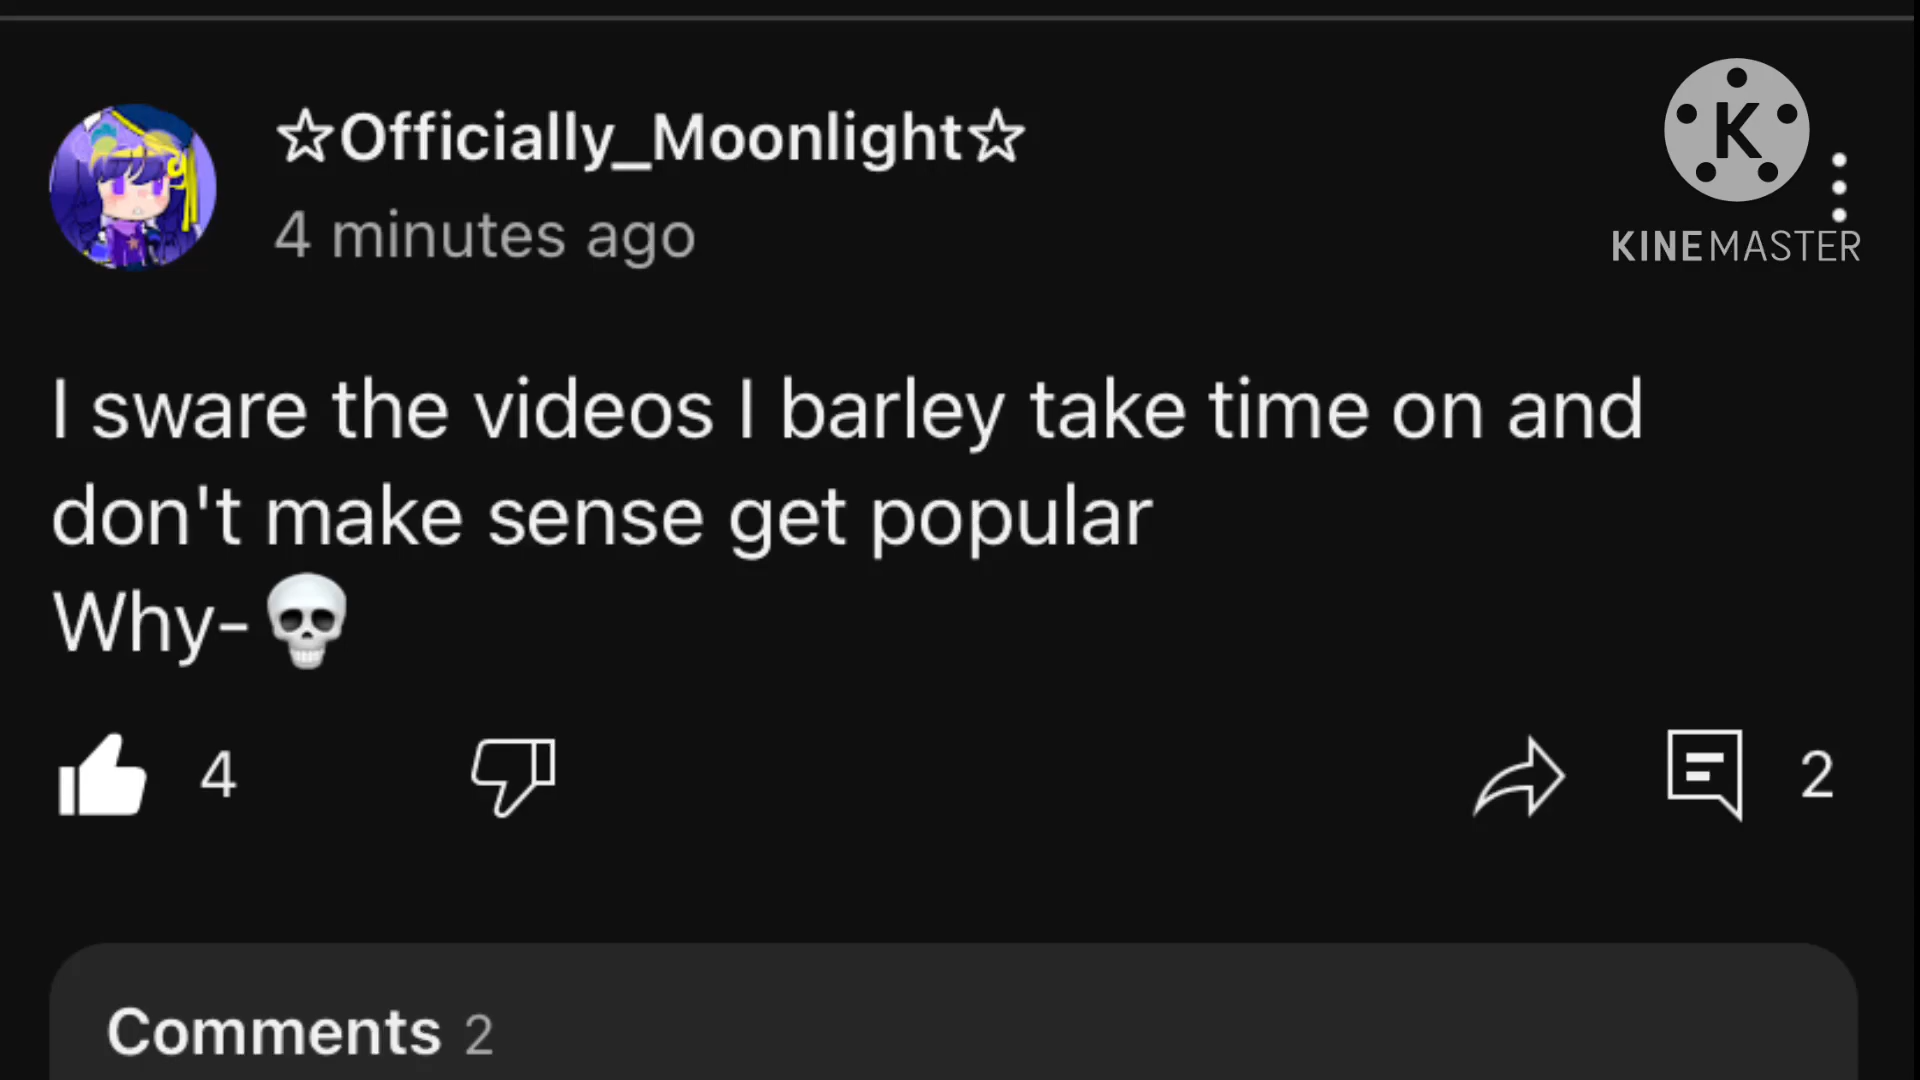 ☆Officially_Moonlight☆
4 minutes ago
K
KINEMASTER
I sware the videos I barley take time on and
don't make sense get popular
Why-💀
4
2
Comments 2